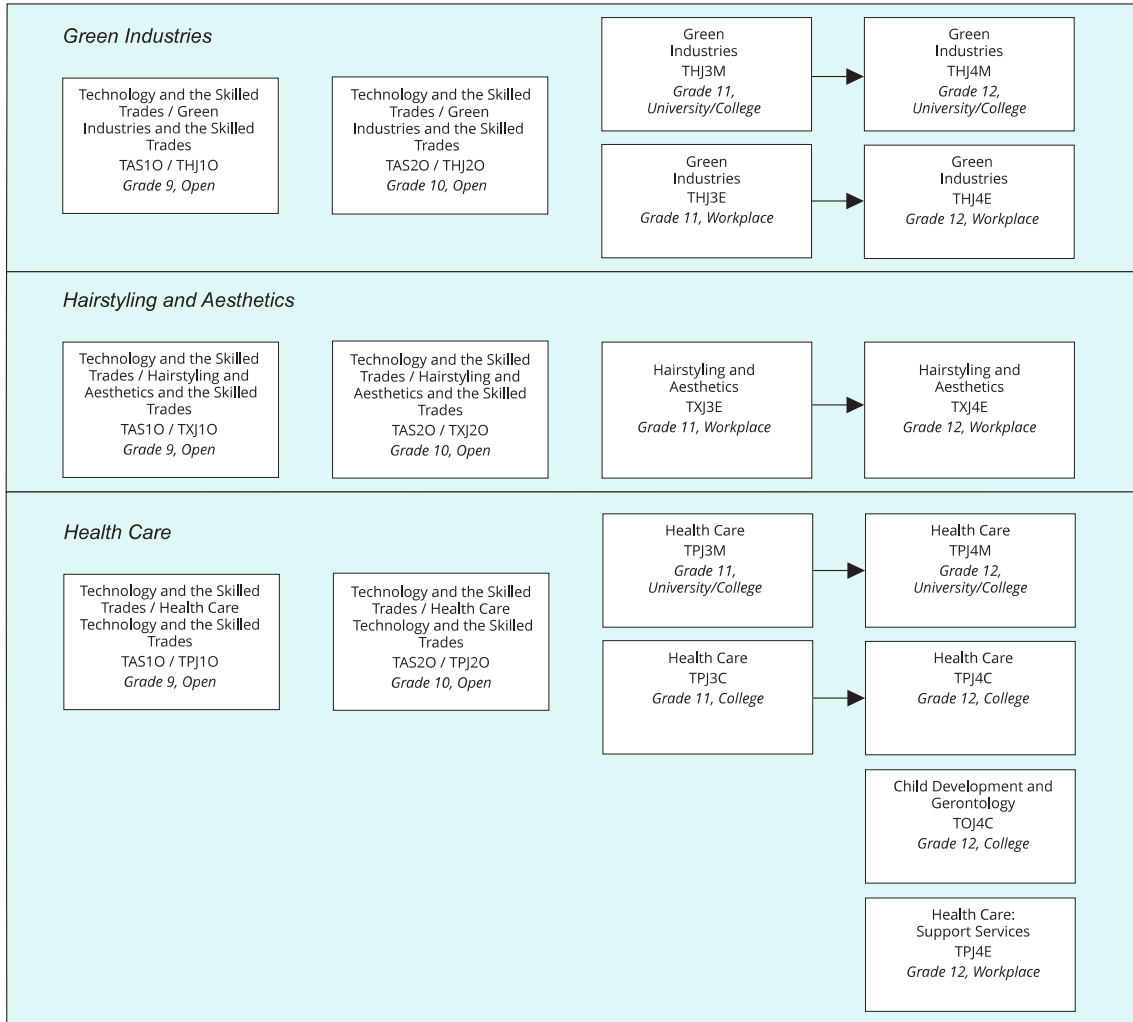 Green Industries
Technology and the Skilled
Trades / Green
Industries and the Skilled
Trades
TAS1O / THJ1O
Grade 9, Open
Technology and the Skilled
Trades / Green
Industries and the Skilled
Trades
TAS2O / THJ2O
Grade 10, Open
Green
Industries
THJ3M
Grade 11,
University/College
Green
Industries
THJ4M
Grade 12,
University/College
Green
Industries
THJ3E
Grade 11, Workplace
Green
Industries
THJ4E
Grade 12, Workplace
Hairstyling and Aesthetics
Technology and the Skilled
Trades / Hairstyling and
Aesthetics and the Skilled
Trades
TAS1O / TXJ1O
Grade 9, Open
Technology and the Skilled
Trades / Hairstyling and
Aesthetics and the Skilled
Trades
TAS2O / TXJ2O
Grade 10, Open
Hairstyling and
Aesthetics
TXJ3E
Grade 11, Workplace
Hairstyling and
Aesthetics
TXJ4E
Grade 12, Workplace
Health Care
Technology and the Skilled
Trades / Health Care
Technology and the Skilled
Trades
TAS1O / TPJ1O
Grade 9, Open
Technology and the Skilled
Trades / Health Care
Technology and the Skilled
Trades
TAS2O / TPJ2O
Grade 10, Open
Health Care
TPJ3M
Grade 11,
University/College
Health Care
TPJ4M
Grade 12,
University/College
Health Care
TPJ3C
Grade 11, College
Health Care
TPJ4C
Grade 12, College
Child Development and
Gerontology
TOJ4C
Grade 12, College
Health Care:
Support Services
TPJ4E
Grade 12, Workplace